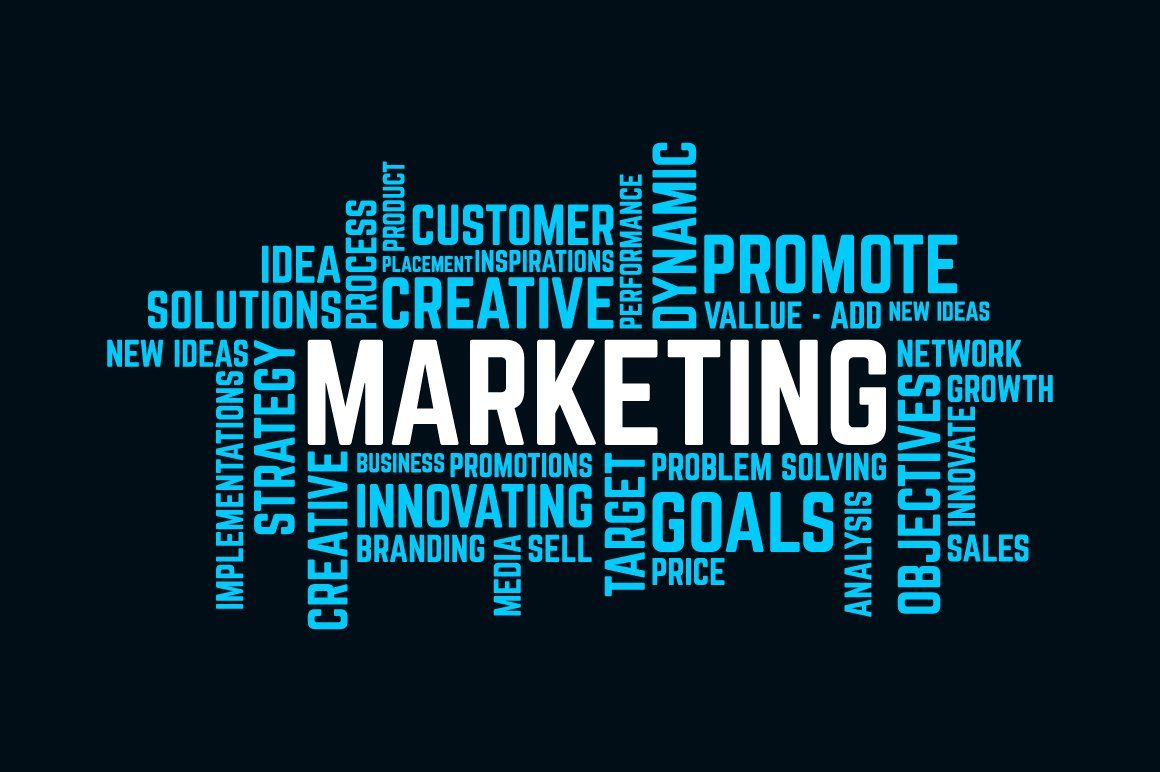 DYNAMIC
PRODUCT
PERFORMANCE
PROCESS
CUSTOMER
PROMOTE
IDEA
PLACEMENT INSPIRATIONS
SOLUTIONS
CREATIVE
VALLUE - ADD
NEW IDEAS
MARKETING
NEW IDEAS
STRATEGY
NETWORK
IMPLEMENTATIONS
GROWTH
OBJECTIVES
INNOVATE
CREATIVE
BUSINESS PROMOTIONS
TARGET
PROBLEM SOLVING
INNOVATING
GOALS
ANALYSIS
BRANDING
MEDIA
SELL
SALES
PRICE